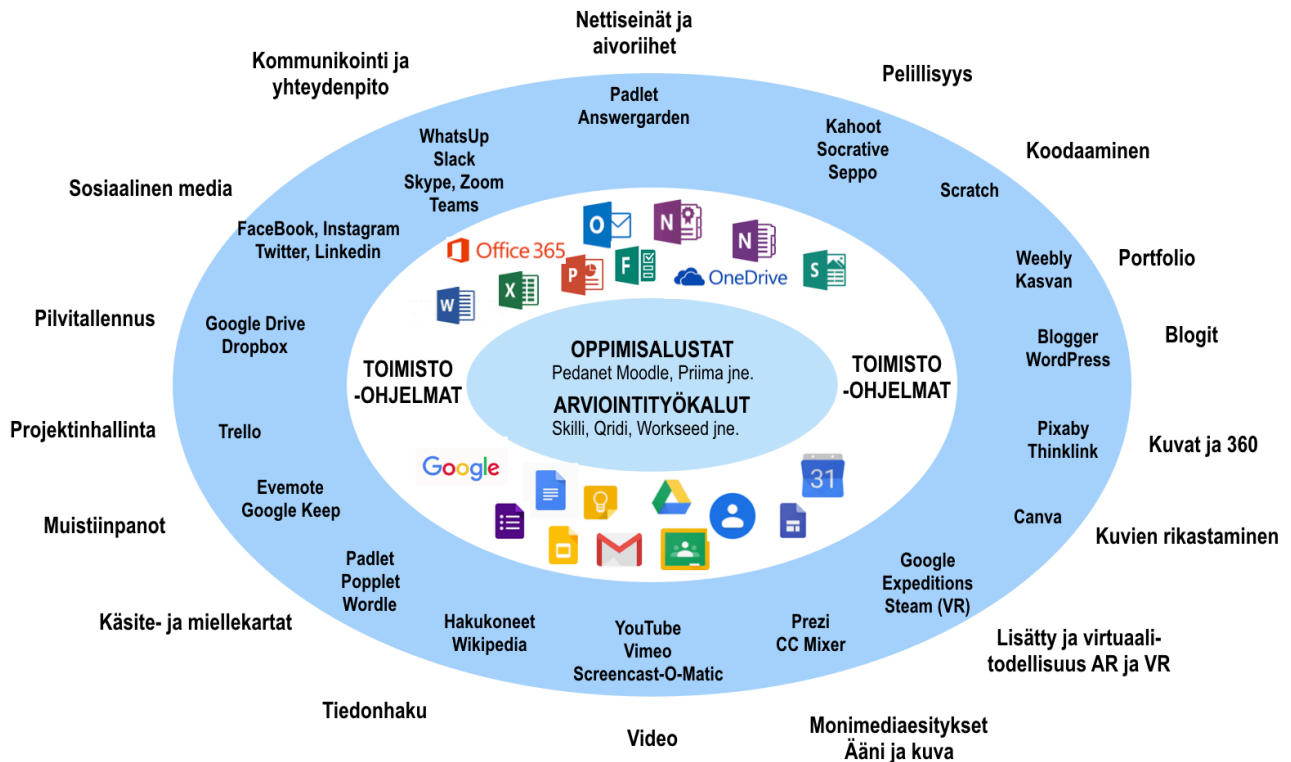 Nettiseinät ja
aivoriihet
Kommunikointi ja
yhteydenpito
Pelillisyys
Padlet
Answergarden
WhatsUp
Slack
Skype, Zoom
Teams
Kahoot
Socrative
Seppo
Koodaaminen
Scratch
Sosiaalinen media
FaceBook, Instagram
Twitter, Linkedin
Office 365
O
N
N
W
X
P
F
OneDrive
S
Weebly
Kasvan
Portfolio
Pilvitallennus
Google Drive
Dropbox
Blogger
WordPress
Blogit
TOIMISTO
-OHJELMAT
OPPIMISALUSTAT
Pedanet Moodle, Priima jne.
ARVIOINTITYÖKALUT
Skilli, Qridi, Workseed jne.
TOIMISTO
-OHJELMAT
Projektinhallinta
Trello
Pixaby
Thinklink
Kuvat ja 360
Google
31
Muistiinpanot
Evemote
Google Keep
Canva
Kuvien rikastaminen
Käsite- ja miellekartat
Padlet
Popplet
Wordle
Google
Expeditions
Steam (VR)
Lisätty ja virtuaali-
todellisuus AR ja VR
Hakukoneet
Wikipedia
YouTube
Vimeo
Screencast-O-Matic
Prezi
CC Mixer
Tiedonhaku
Video
Monimediaesitykset
Ääni ja kuva